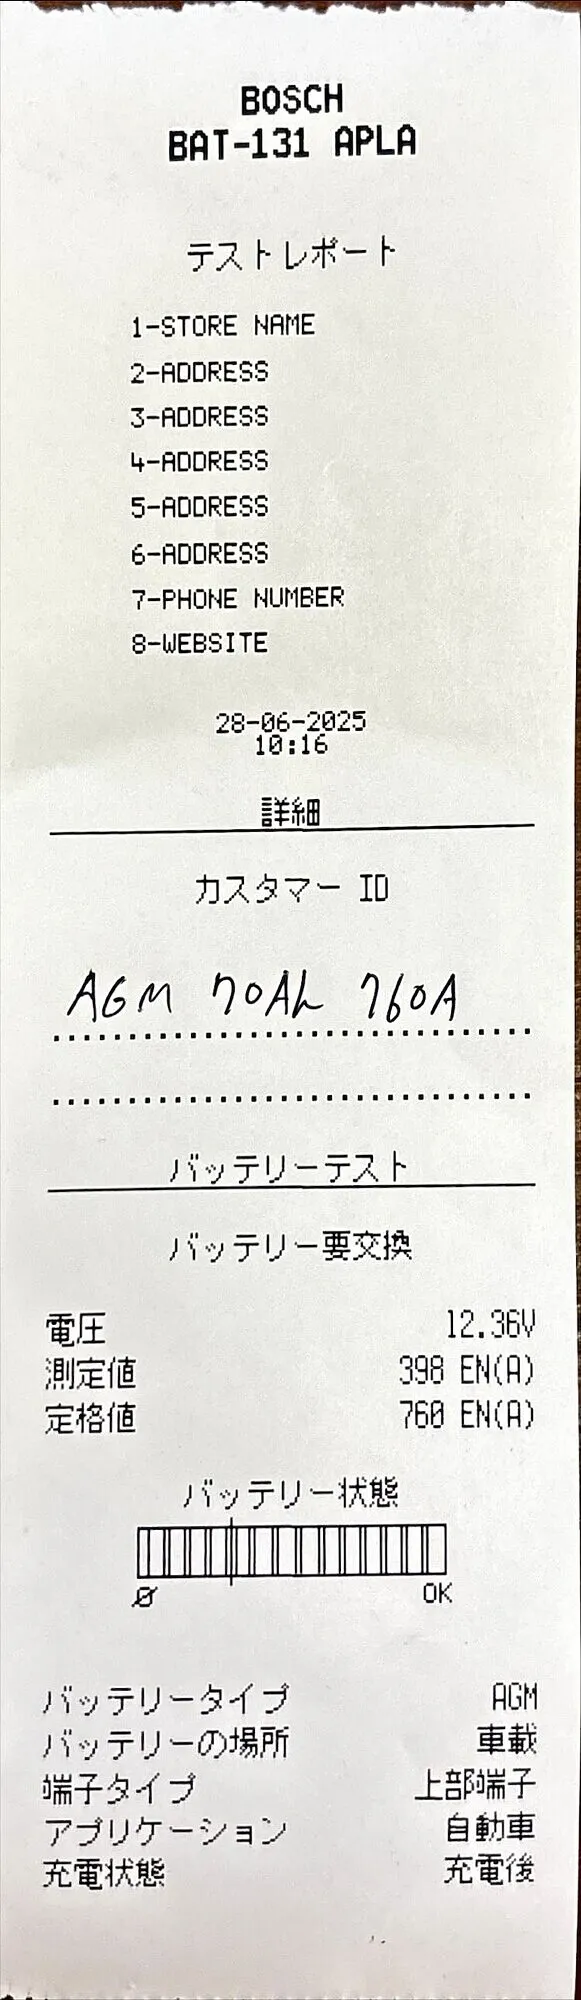 BOSCH
BAT-131 APLA
テストレポート
1-STORE NAME
2-ADDRESS
3-ADDRESS
4-ADDRESS
5-ADDRESS
6-ADDRESS
7-PHONE NUMBER
8-WEBSITE
28-06-2025
10:16
詳細
カスタマー ID
AGM 70Ah 760A
バッテリーテスト
バッテリー要交換
電圧 12.36V
測定値 398 EN(A)
定格値 760 EN(A)
バッテリー状態
0 OK
バッテリータイプ AGM
バッテリーの場所 車載
端子タイプ 上部端子
アプリケーション 自動車
充電状態 充電後